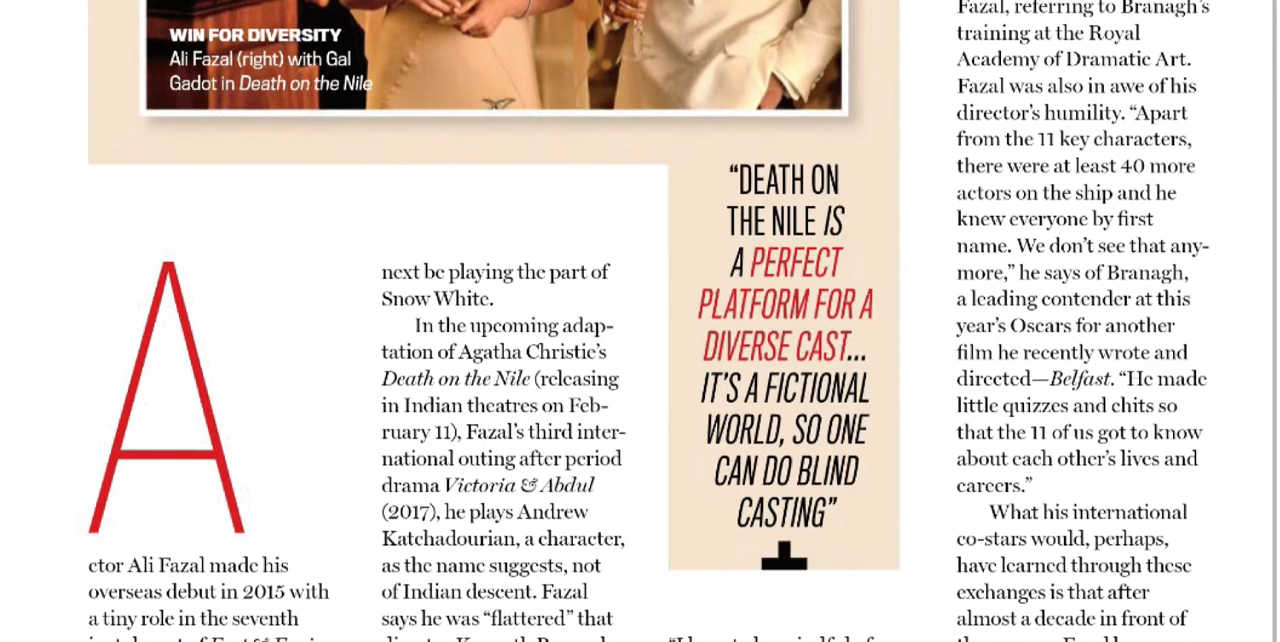 WIN FOR DIVERSITY
Ali Fazal (right) with Gal
Gadot in Death on the Nile
A
ctor Ali Fazal made his
overseas debut in 2015 with
a tiny role in the seventh
next be playing the part of
Snow White.
In the upcoming adap-
tation of Agatha Christie's
Death on the Nile (releasing
in Indian theatres on Feb-
ruary 11), Fazal's third inter-
national outing after period
drama Victoria & Abdul
(2017), he plays Andrew
Katchadourian, a character,
as the name suggests, not
of Indian descent. Fazal
says he was “flattered” that
“DEATH ON
THE NILE IS
A PERFECT
PLATFORM FOR A
DIVERSE CAST...
IT'S A FICTIONAL
WORLD, SO ONE
CAN DO BLIND
CASTING”
Fazal, referring to Branagh's
training at the Royal
Academy of Dramatic Art.
Fazal was also in awe of his
director's humility. “Apart
from the 11 key characters,
there were at least 40 more
actors on the ship and he
knew everyone by first
name. We don't see that any-
more,” he says of Branagh,
a leading contender at this
year's Oscars for another
film he recently wrote and
directed—Belfast. “He made
little quizzes and chits so
that the 11 of us got to know
about each other's lives and
careers.”
What his international
co-stars would, perhaps,
have learned through these
exchanges is that after
almost a decade in front of